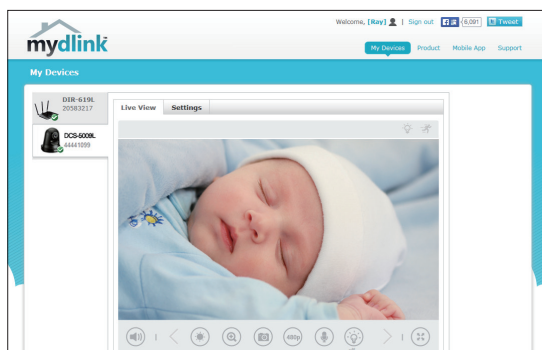 Welcome, [Ray] | Sign out 6,091 Tweet
mydlink
My Devices Product Mobile App Support
My Devices
DIR-619L
20583217
DCS-5009L
44441099
Live View Settings
480p